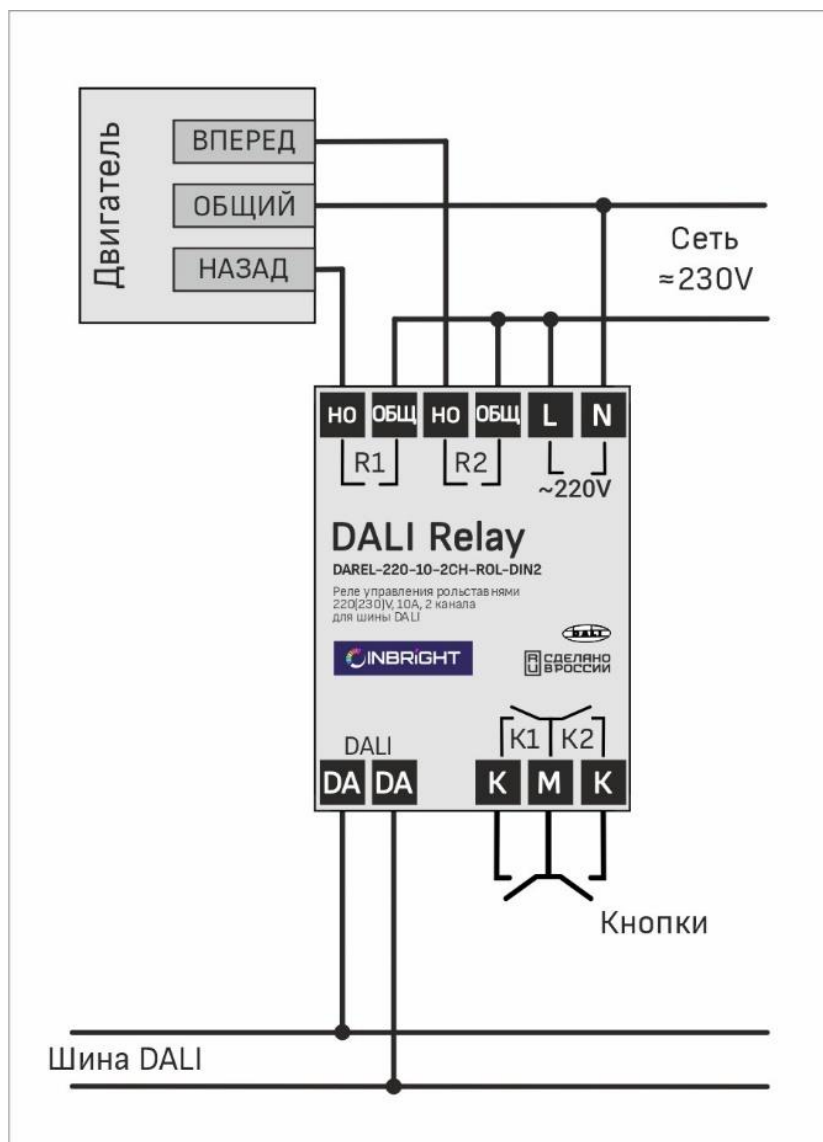 Двигатель
ВПЕРЕД
ОБЩИЙ
НАЗАД
Сеть
≈230V
НО ОБЩ НО ОБЩ L N
R1 R2
~220V
DALI Relay
DAREL-220-10-2CH-ROL-DIN2
Реле управления рольставнями
220(230)V, 10A, 2 канала
для шины DALI
DALI
INBRIGHT
RU СДЕЛАНО
В РОССИИ
K1 K2
DALI
DA DA K M K
Кнопки
Шина DALI